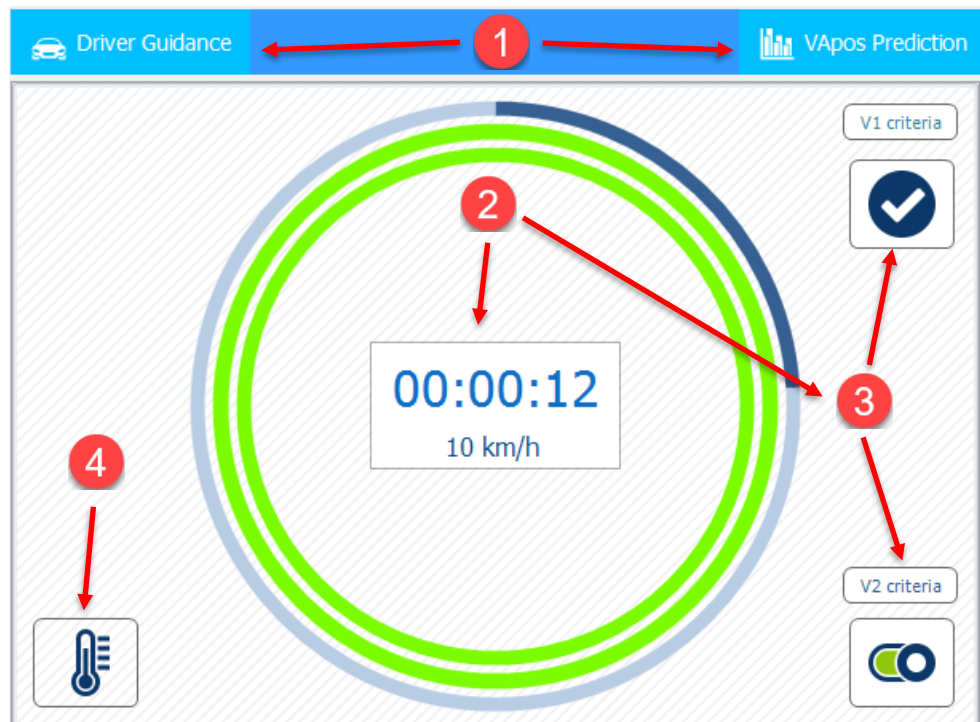 Driver Guidance
1
VApos Prediction
V1 criteria
2
00:00:12
10 km/h
3
4
V2 criteria